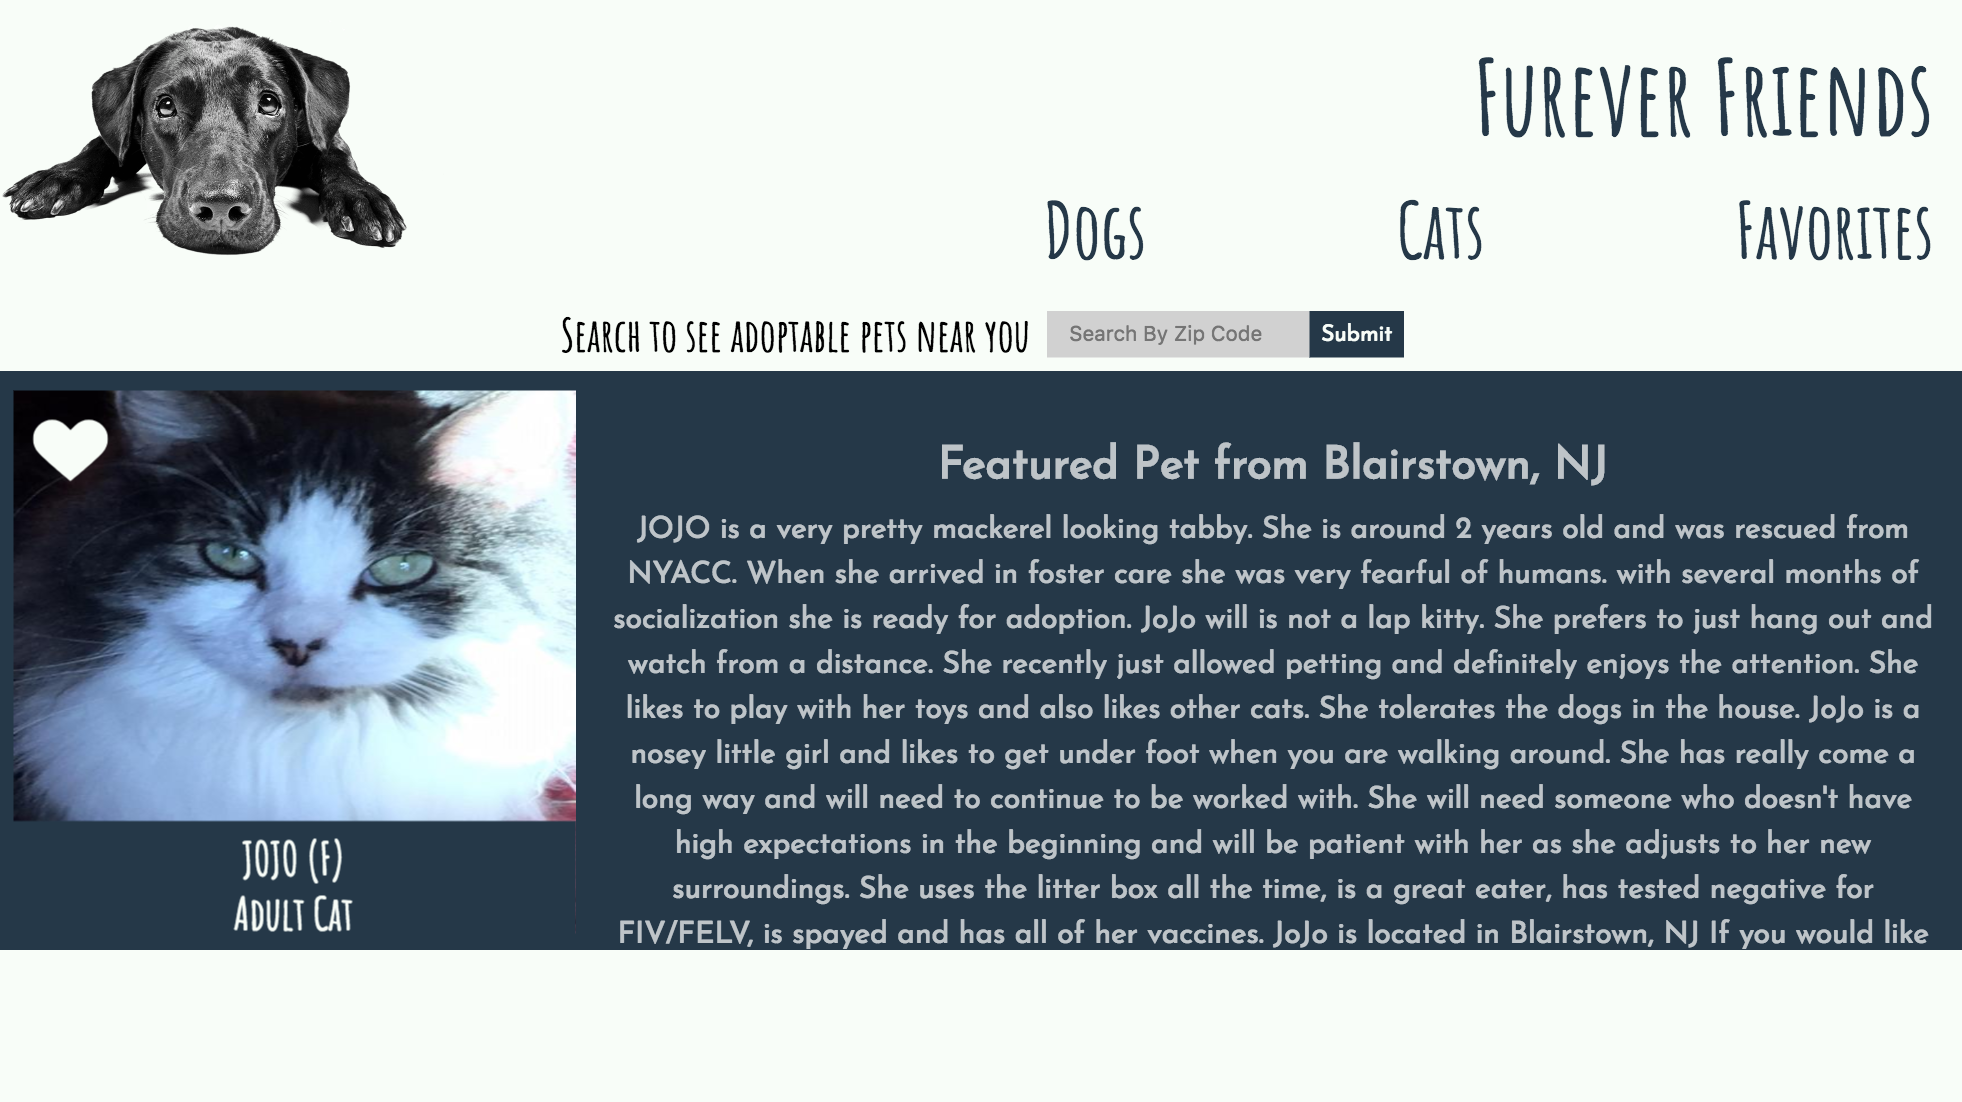 Furever Friends
Dogs Cats Favorites
Search to see adoptable pets near you Search By Zip Code Submit
Featured Pet from Blairstown, NJ
JOJO is a very pretty mackerel looking tabby. She is around 2 years old and was rescued from
NYACC. When she arrived in foster care she was very fearful of humans. with several months of
socialization she is ready for adoption. JoJo will is not a lap kitty. She prefers to just hang out and
watch from a distance. She recently just allowed petting and definitely enjoys the attention. She
likes to play with her toys and also likes other cats. She tolerates the dogs in the house. JoJo is a
nosey little girl and likes to get under foot when you are walking around. She has really come a
long way and will need to continue to be worked with. She will need someone who doesn't have
high expectations in the beginning and will be patient with her as she adjusts to her new
surroundings. She uses the litter box all the time, is a great eater, has tested negative for
FIV/FELV, is spayed and has all of her vaccines. JoJo is located in Blairstown, NJ If you would like
JOJO (F)
Adult Cat